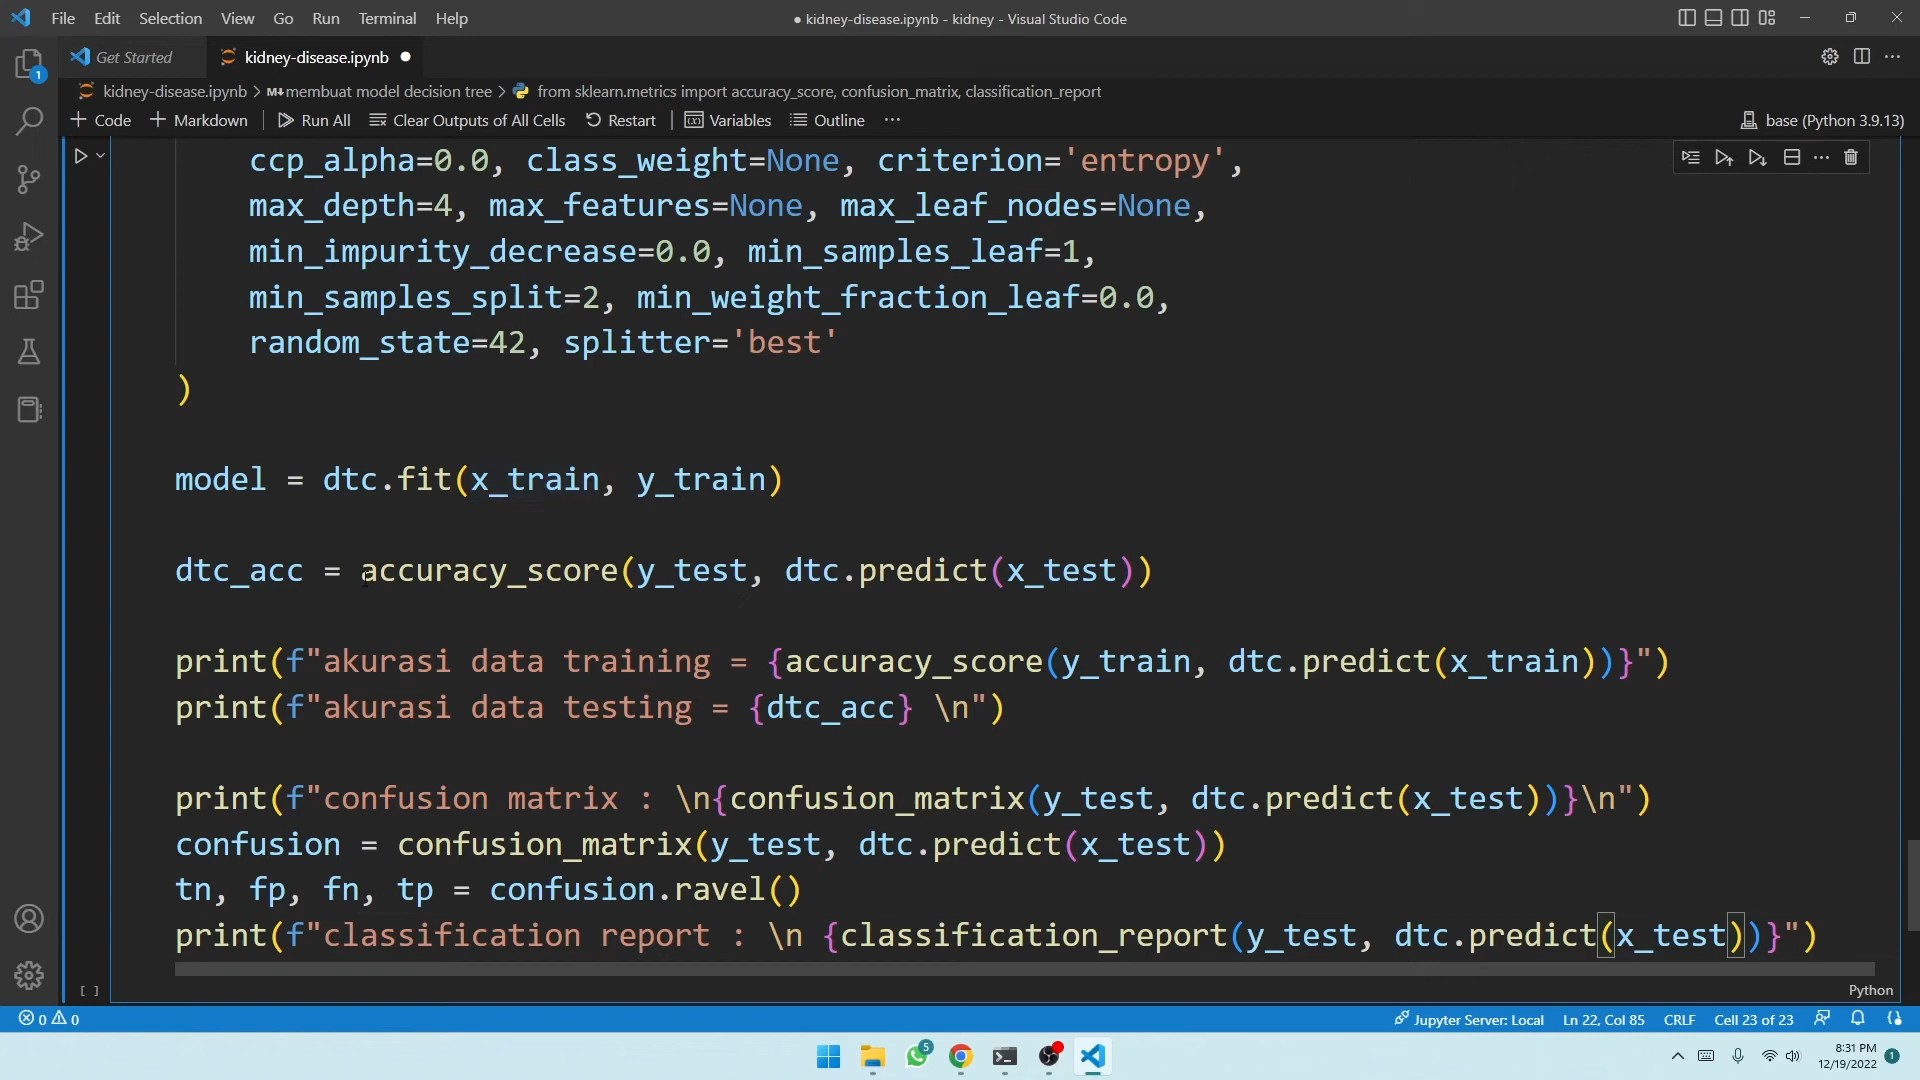 File Edit Selection View Go Run Terminal Help
● kidney-disease.ipynb - kidney - Visual Studio Code
Get Started
kidney-disease.ipynb ●
1
kidney-disease.ipynb > M↓membuat model decision tree > from sklearn.metrics import accuracy_score, confusion_matrix, classification_report
+ Code + Markdown Run All Clear Outputs of All Cells Restart Variables Outline ... base (Python 3.9.13)
ccp_alpha=0.0, class_weight=None, criterion='entropy',
max_depth=4, max_features=None, max_leaf_nodes=None,
min_impurity_decrease=0.0, min_samples_leaf=1,
min_samples_split=2, min_weight_fraction_leaf=0.0,
random_state=42, splitter='best'
)
model = dtc.fit(x_train, y_train)
dtc_acc = accuracy_score(y_test, dtc.predict(x_test))
print(f"akurasi data training = {accuracy_score(y_train, dtc.predict(x_train))}")
print(f"akurasi data testing = {dtc_acc} \n")
print(f"confusion matrix : \n{confusion_matrix(y_test, dtc.predict(x_test))}\n")
confusion = confusion_matrix(y_test, dtc.predict(x_test))
tn, fp, fn, tp = confusion.ravel()
print(f"classification report : \n {classification_report(y_test, dtc.predict(x_test))}")
[ ]
Python
0 0 Jupyter Server: Local Ln 22, Col 85 CRLF Cell 23 of 23
5
8:31 PM
12/19/2022
1